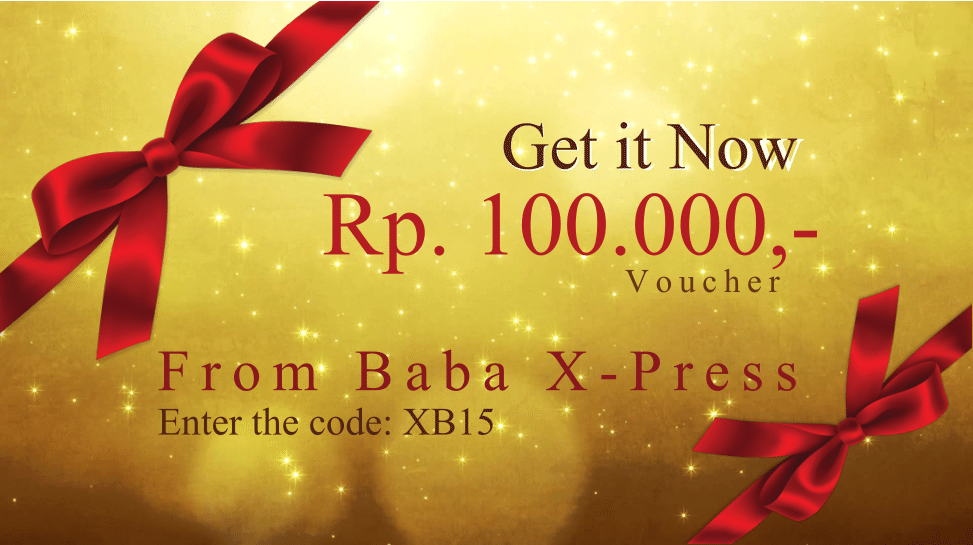 Get it Now
Rp. 100.000,-
Voucher
From Baba X-Press
Enter the code: XB15